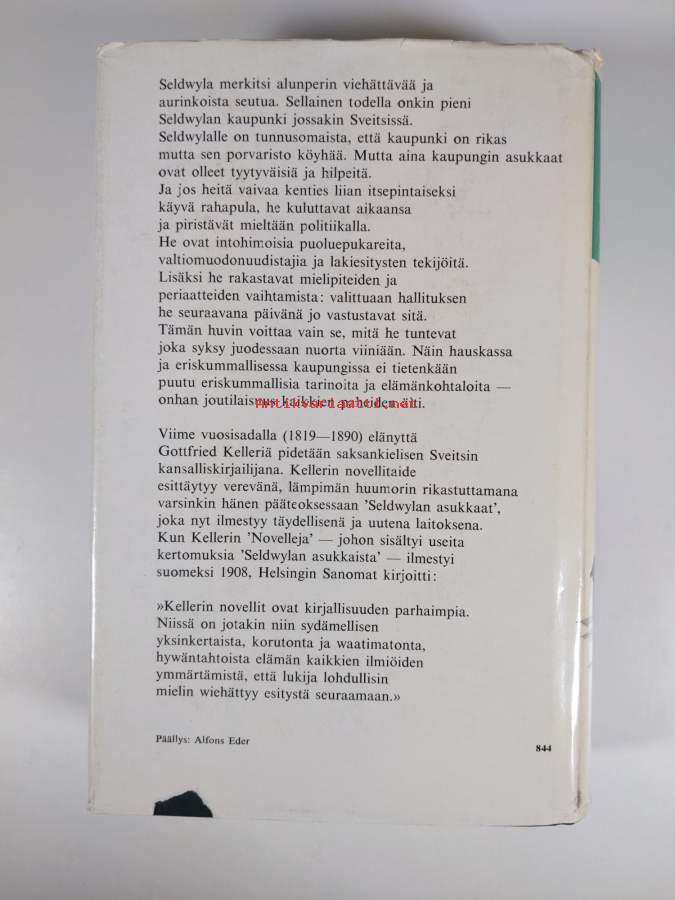 Seldwyla merkitsi alunperin viehättävää ja
aurinkoista seutua. Sellainen todella onkin pieni
Seldwylan kaupunki jossakin Sveitsissä.
Seldwylalle on tunnusomaista, että kaupunki on rikas
mutta sen porvaristo köyhää. Mutta aina kaupungin asukkaat
ovat olleet tyytyväisiä ja hilpeitä.
Ja jos heitä vaivaa kenties liian itsepintaiseksi
käyvä rahapula, he kuluttavat aikaansa
ja piristävät mieltään politiikalla.
He ovat intohimoisia puoluepukareita,
valtiomuodonuudistajia ja lakiesitysten tekijöitä.
Lisäksi he rakastavat mielipiteiden ja
periaatteiden vaihtamista: valittuaan hallituksen
he seuraavana päivänä jo vastustavat sitä.
Tämän huvin voittaa vain se, mitä he tuntevat
joka syksy juodessaan nuorta viiniään. Näin hauskassa
ja eriskummallisessa kaupungissa ei tietenkään
puutu eriskummallisia tarinoita ja elämänkohtaloita —
onhan joutilaisuus kaikkien paheiden äiti.
Viime vuosisadalla (1819—1890) elänyttä
Gottfried Kelleriä pidetään saksankielisen Sveitsin
kansalliskirjailijana. Kellerin novellitaide
esittäytyy verevänä, lämpimän huumorin rikastuttamana
varsinkin hänen pääteoksessaan 'Seldwylan asukkaat',
joka nyt ilmestyy täydellisenä ja uutena laitoksena.
Kun Kellerin 'Novelleja' — johon sisältyi useita
kertomuksia 'Seldwylan asukkaista' — ilmestyi
suomeksi 1908, Helsingin Sanomat kirjoitti:
»Kellerin novellit ovat kirjallisuuden parhaimpia.
Niissä on jotakin niin sydämellisen
yksinkertaista, korutonta ja waatimatonta,
hywäntahtoista elämän kaikkien ilmiöiden
ymmärtämistä, että lukija lohdullisin
mielin wiehättyy esitystä seuraamaan.»
Päällys: Alfons Eder
844